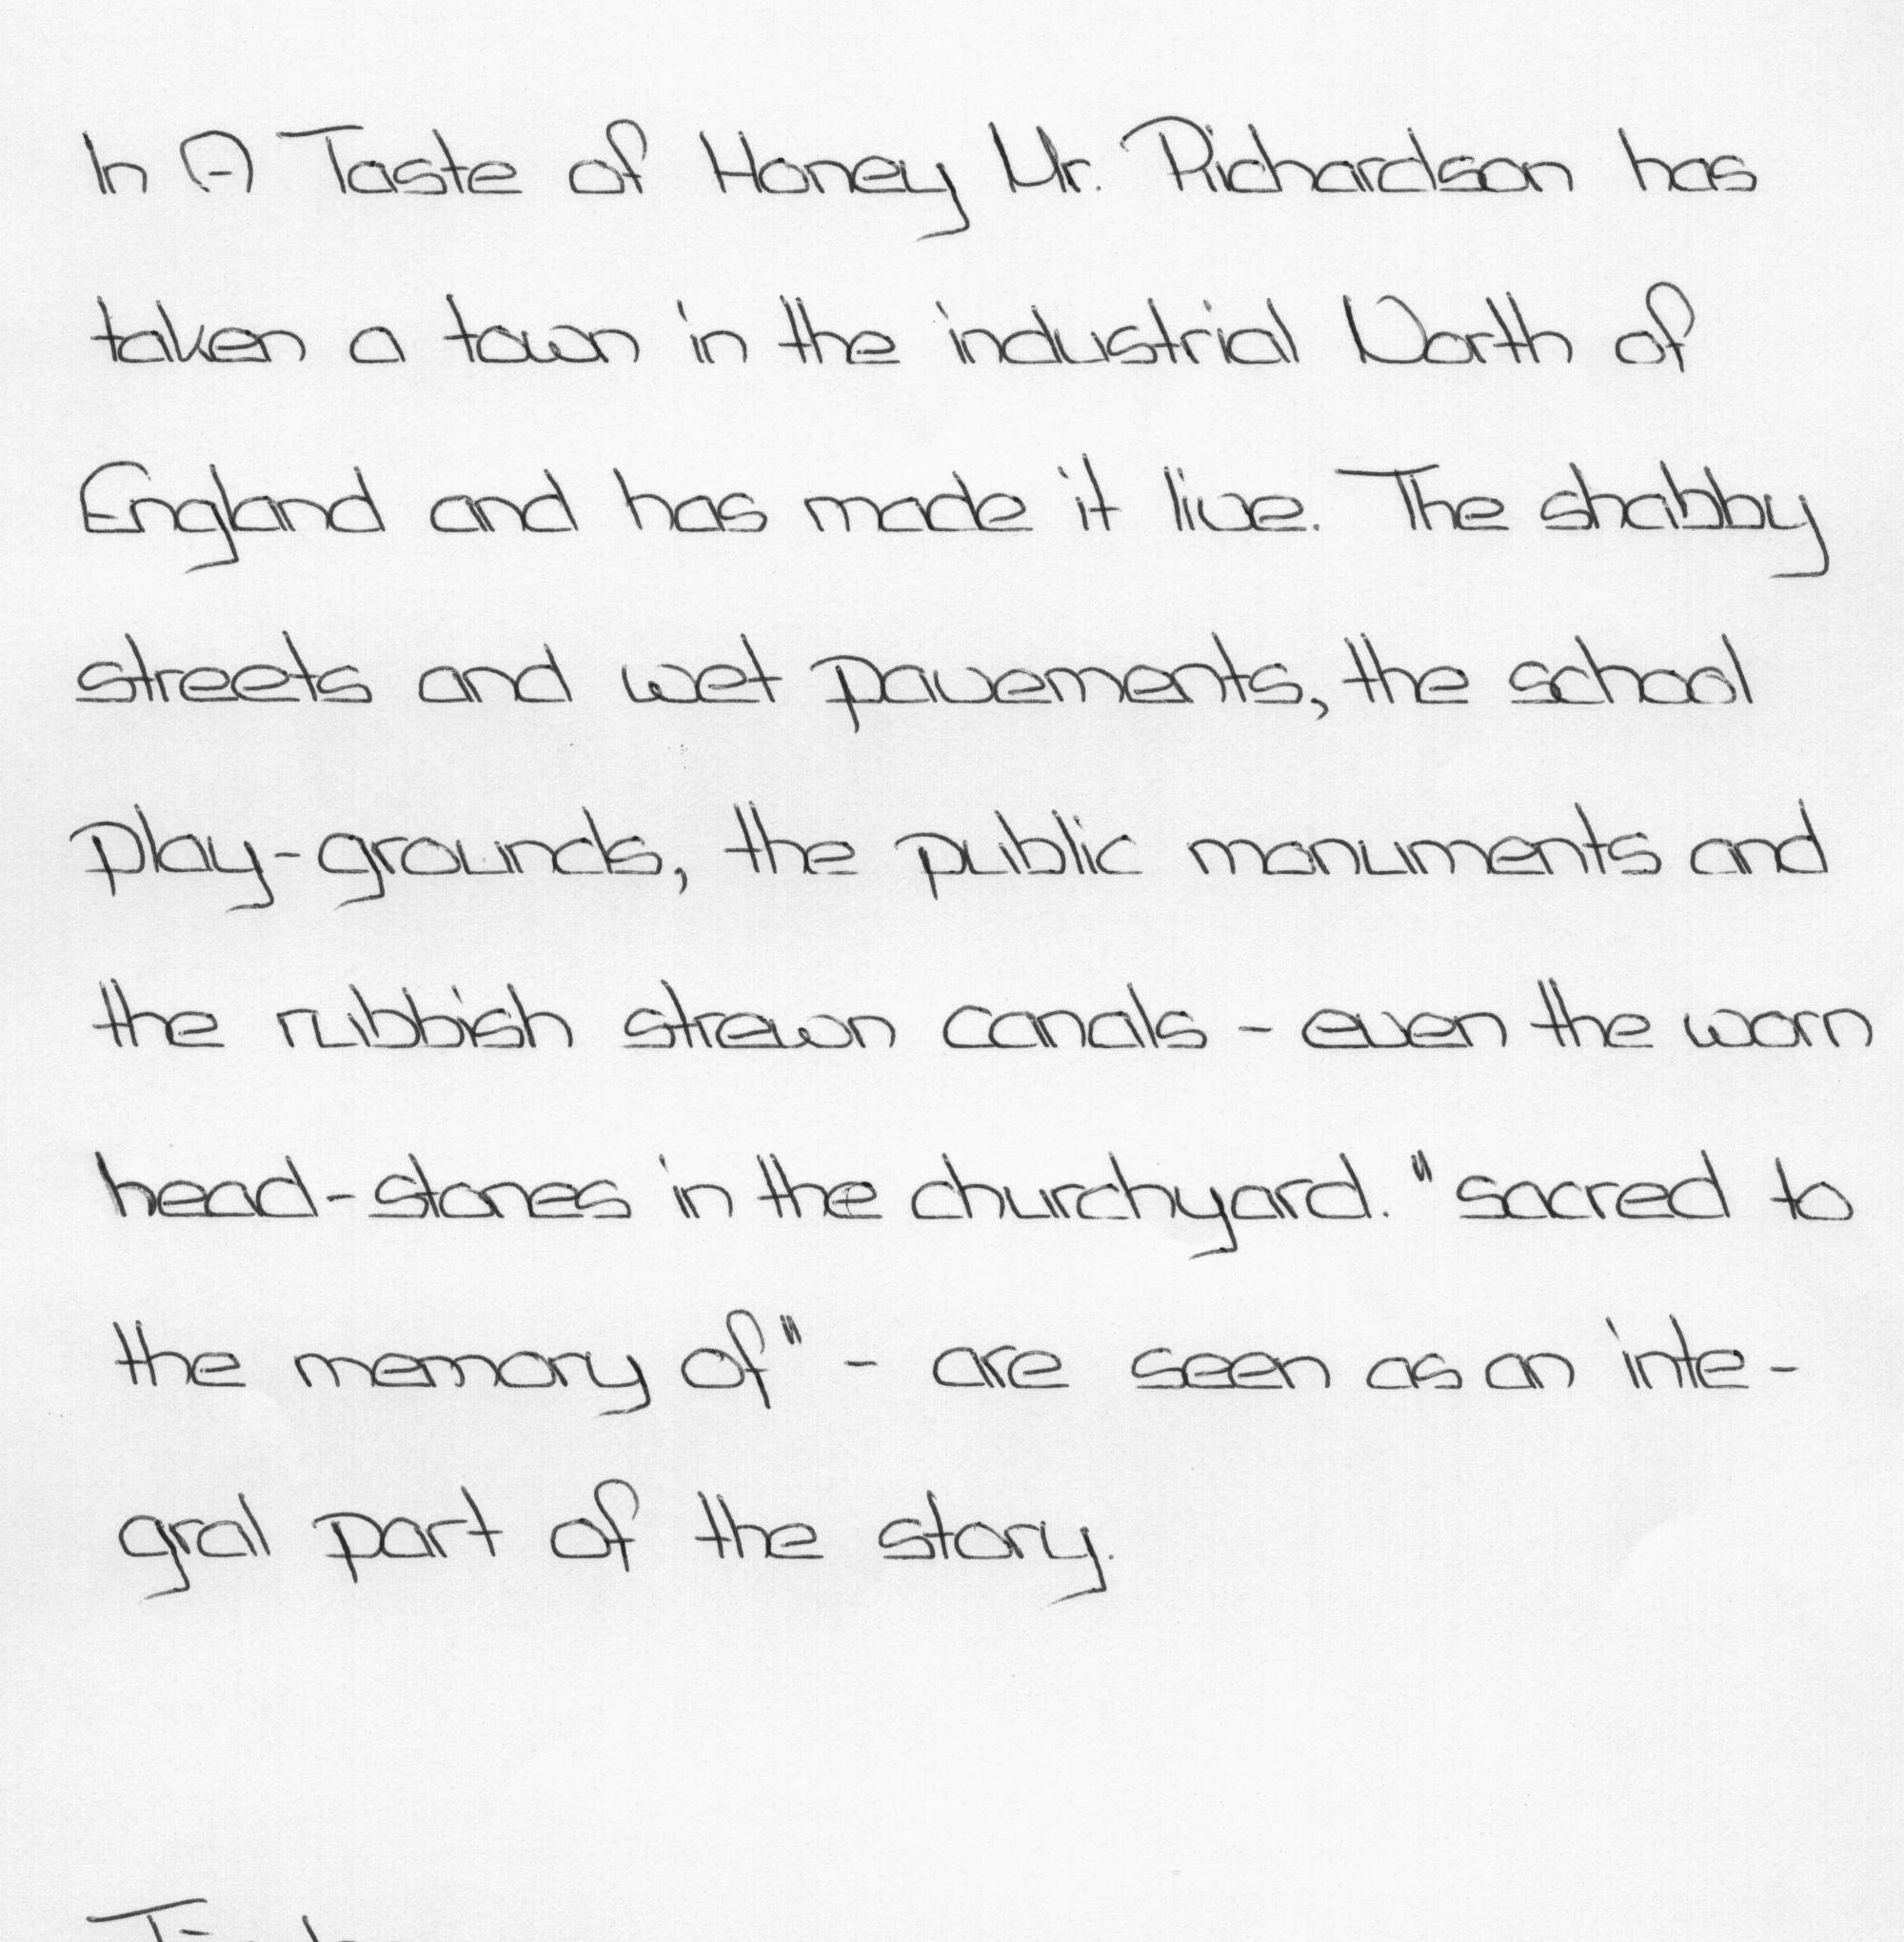 In A Taste of Honey Mr. Richardson has
taken a town in the industrial North of
England and has made it live. The shabby
streets and wet pavements, the school
play-grounds, the public monuments and
the rubbish strewn canals - even the worn
head-stones in the churchyard. "sacred to
the memory of" - are seen as an inte-
gral part of the story.